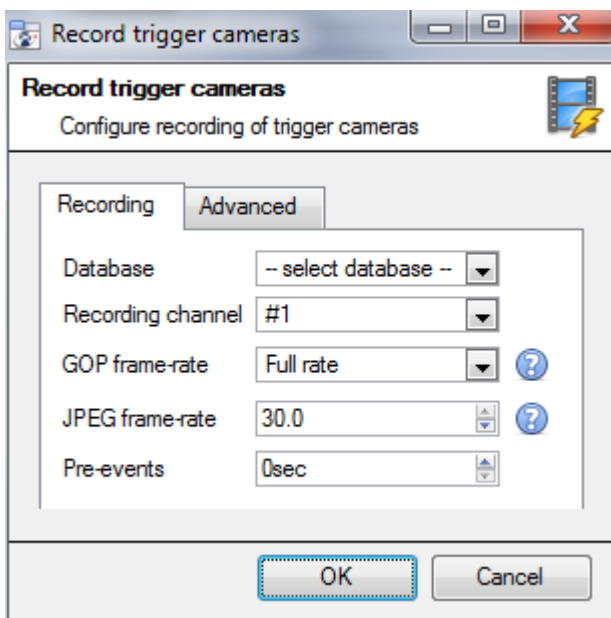 Record trigger cameras
Record trigger cameras
Configure recording of trigger cameras
Recording Advanced
Database -- select database --
Recording channel #1
GOP frame-rate Full rate ?
JPEG frame-rate 30.0 ?
Pre-events 0sec
OK Cancel